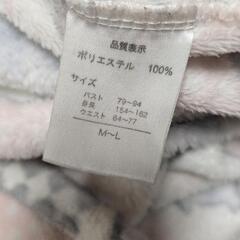 品質表示
ポリエステル 100%
サイズ
バスト 79~94
身長 154~162
ウエスト 64~77
M~L